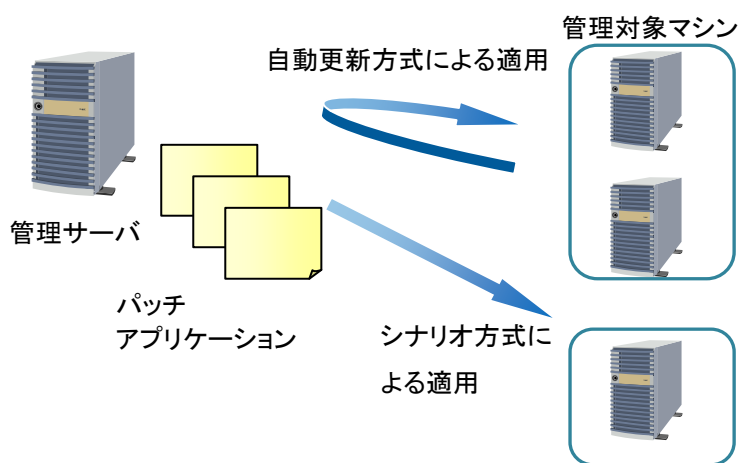 管理対象マシン
自動更新方式による適用
管理サーバ
パッチ
アプリケーション
シナリオ方式に
よる適用